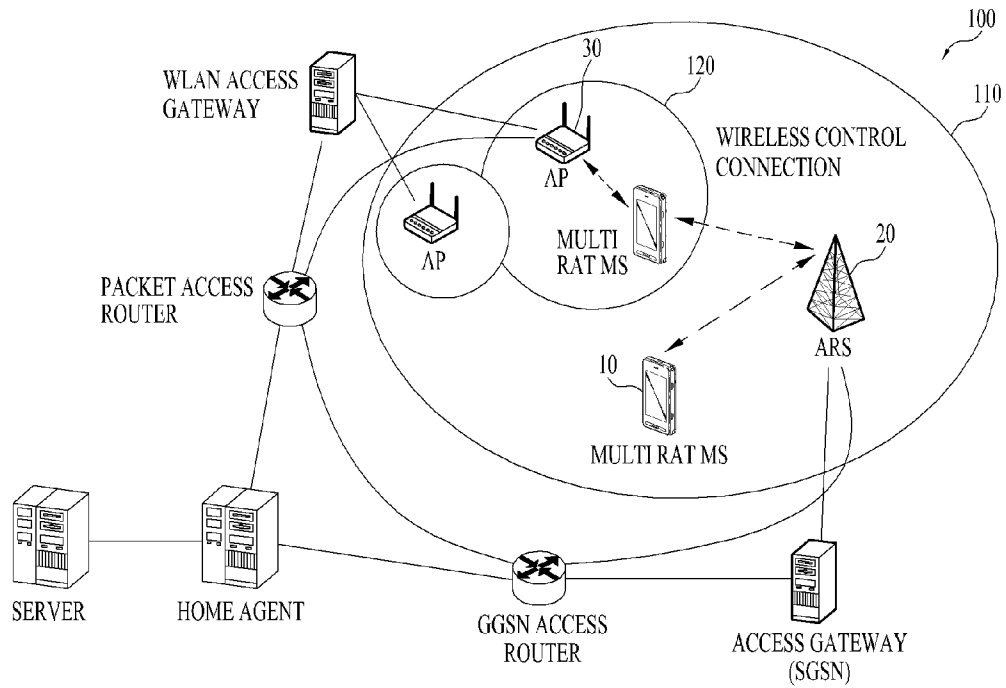 100
30
120
110
WLAN ACCESS
GATEWAY
WIRELESS CONTROL
CONNECTION
AP
20
AP
MULTI
RAT MS
PACKET ACCESS
ROUTER
ARS
10
MULTI RAT MS
SERVER
HOME AGENT
GGSN ACCESS
ROUTER
ACCESS GATEWAY
(SGSN)